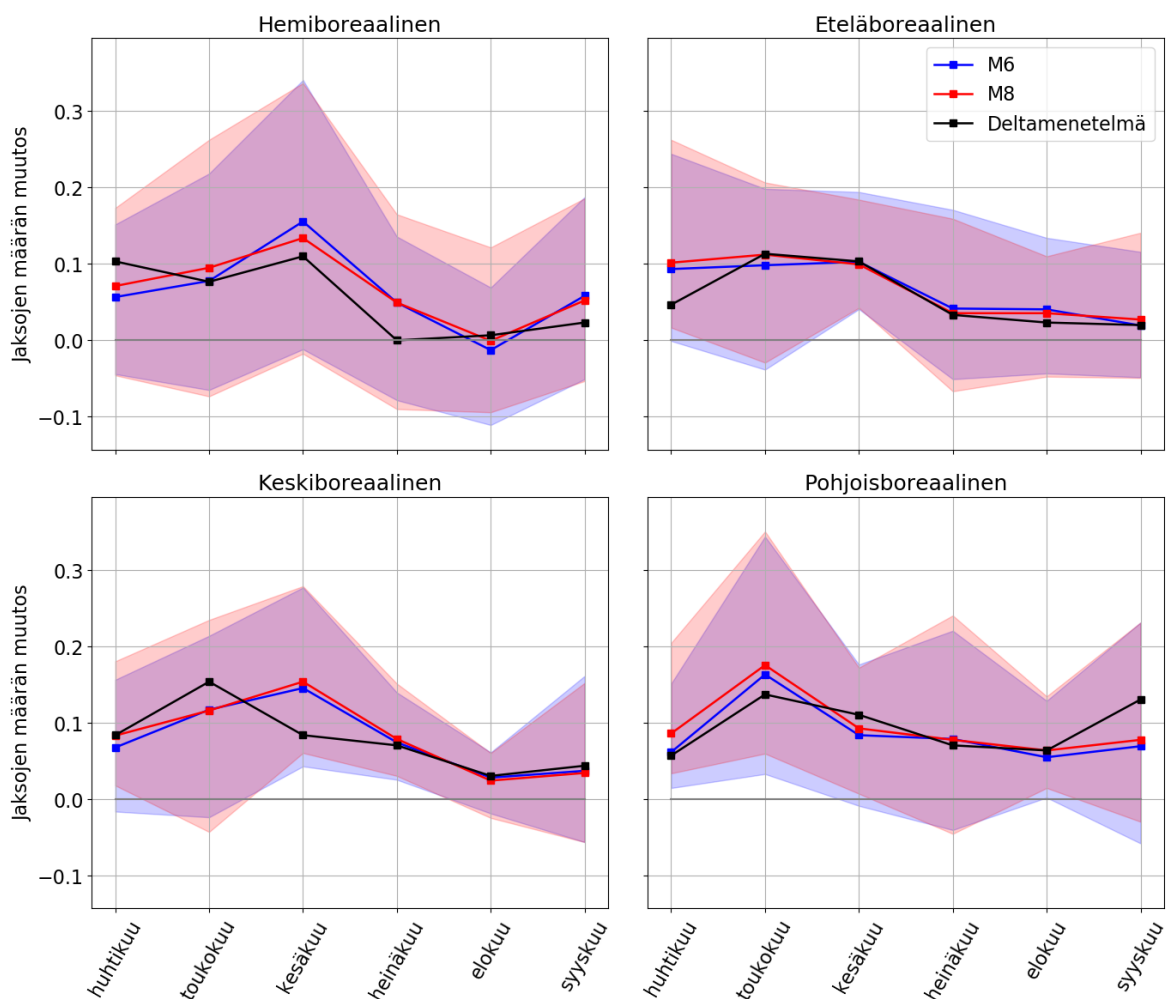 Hemiboreaalinen
Eteläboreaalinen
M6
M8
Deltamenetelmä
Jaksojen määrän muutos
0.3
0.2
0.1
0.0
−0.1
Keskiboreaalinen
Pohjoisboreaalinen
Jaksojen määrän muutos
0.3
0.2
0.1
0.0
−0.1
huhtikuu
toukokuu
kesäkuu
heinäkuu
elokuu
syyskuu
huhtikuu
toukokuu
kesäkuu
heinäkuu
elokuu
syyskuu